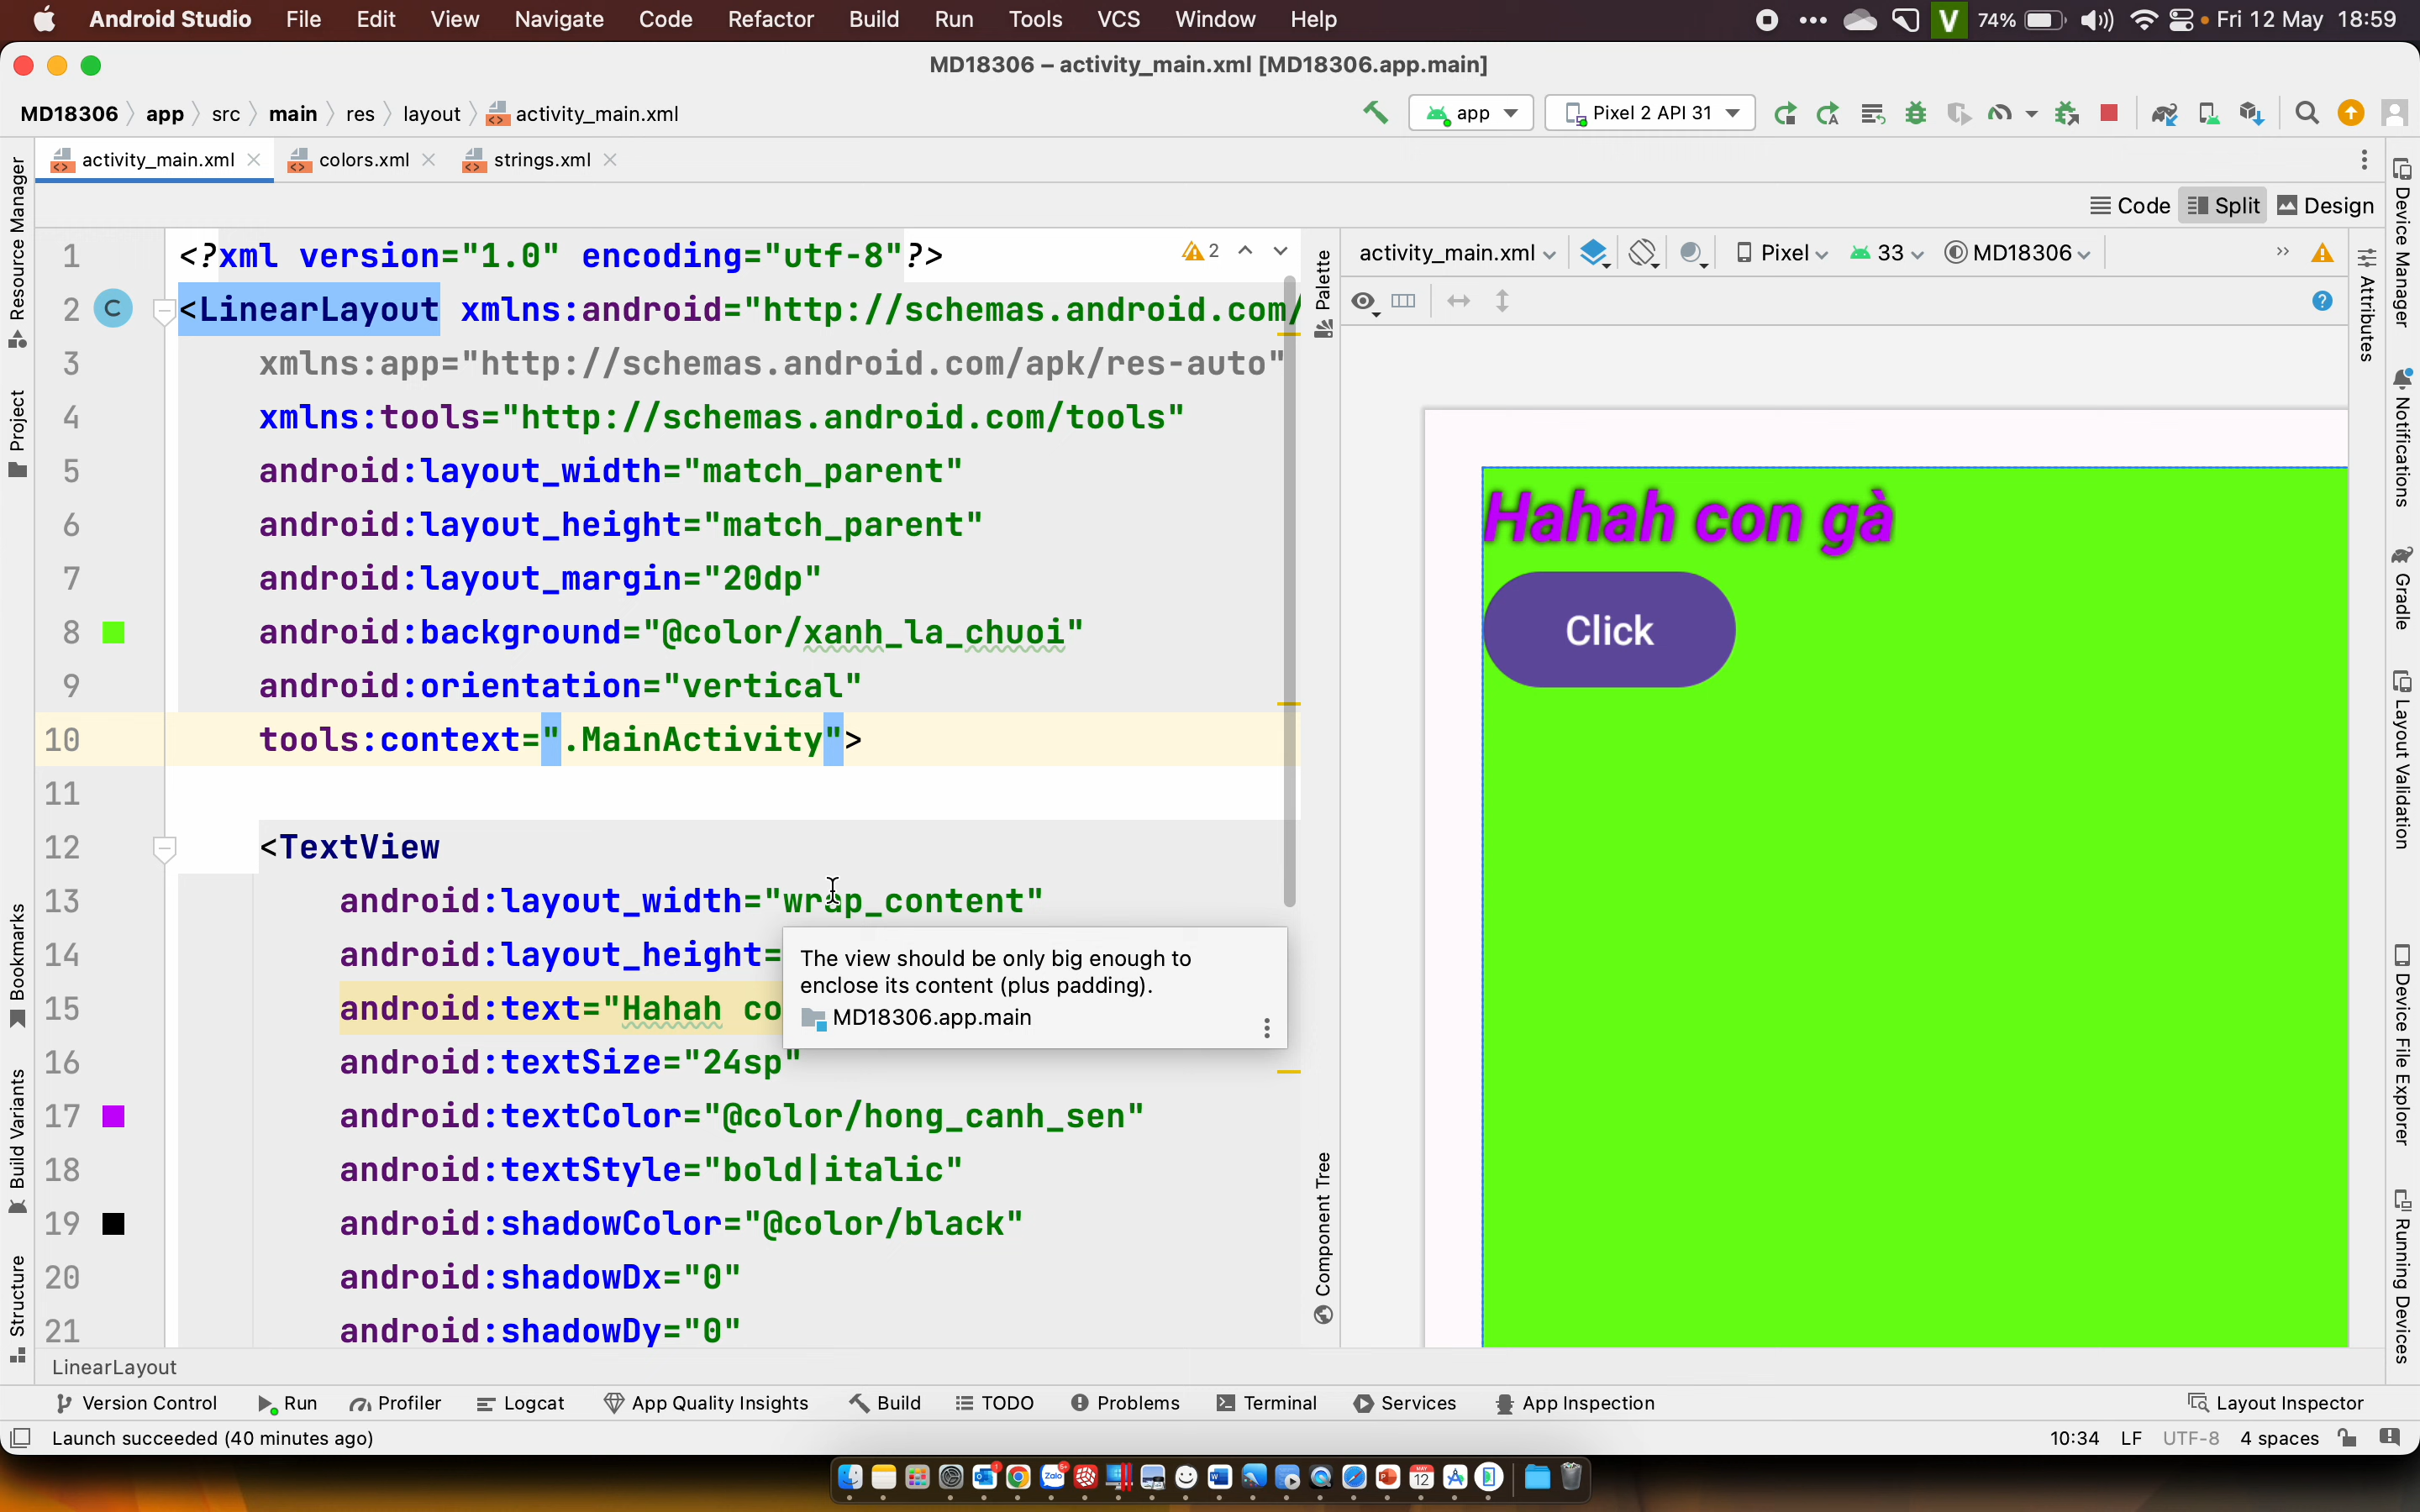 Android Studio File Edit View Navigate Code Refactor Build Run Tools VCS Window Help V 74% Fri 12 May 18:59
MD18306 – activity_main.xml [MD18306.app.main]
MD18306 app src main res layout activity_main.xml app Pixel 2 API 31
activity_main.xml colors.xml strings.xml
Code Split Design
Resource Manager
Project
Bookmarks
Build Variants
Structure
1 <?xml version="1.0" encoding="utf-8"?> 2
2 C <LinearLayout xmlns:android="http://schemas.android.com/
3 xmlns:app="http://schemas.android.com/apk/res-auto"
4 xmlns:tools="http://schemas.android.com/tools"
5 android:layout_width="match_parent"
6 android:layout_height="match_parent"
7 android:layout_margin="20dp"
8 android:background="@color/xanh_la_chuoi"
9 android:orientation="vertical"
10 tools:context=".MainActivity">
11
12 <TextView
13 android:layout_width="wrap_content"
14 android:layout_height=
15 android:text="Hahah co
16 android:textSize="24sp"
17 android:textColor="@color/hong_canh_sen"
18 android:textStyle="bold|italic"
19 android:shadowColor="@color/black"
20 android:shadowDx="0"
21 android:shadowDy="0"
The view should be only big enough to
enclose its content (plus padding).
MD18306.app.main
Palette
Component Tree
activity_main.xml Pixel 33 MD18306
Hahah con gà
Click
Attributes
Device Manager
Notifications
Gradle
Layout Validation
Device File Explorer
Running Devices
LinearLayout
Version Control Run Profiler Logcat App Quality Insights Build TODO Problems Terminal Services App Inspection Layout Inspector
Launch succeeded (40 minutes ago) 10:34 LF UTF-8 4 spaces
Zalo
12